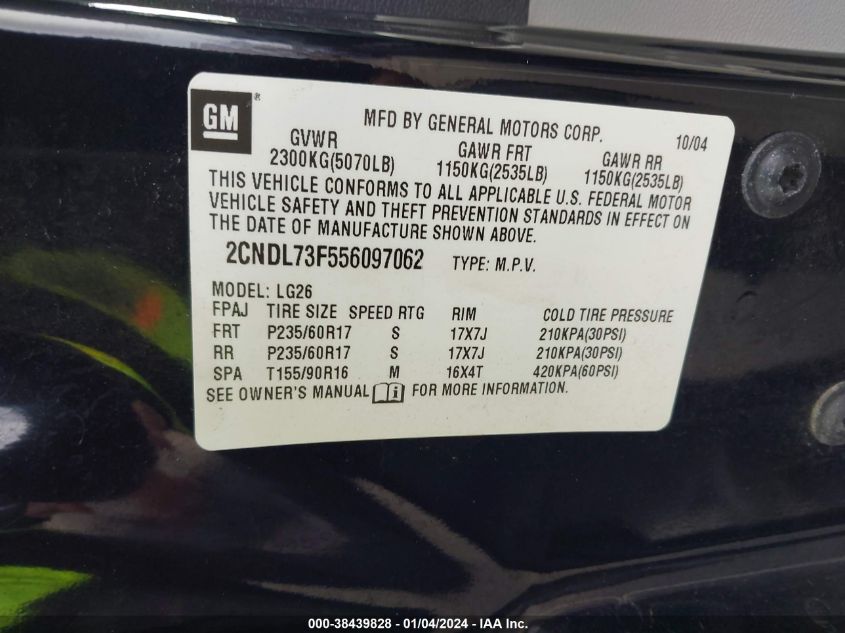 GM ®
MFD BY GENERAL MOTORS CORP. 10/04
GVWR GAWR FRT GAWR RR
2300KG(5070LB) 1150KG(2535LB) 1150KG(2535LB)
THIS VEHICLE CONFORMS TO ALL APPLICABLE U.S. FEDERAL MOTOR
VEHICLE SAFETY AND THEFT PREVENTION STANDARDS IN EFFECT ON
THE DATE OF MANUFACTURE SHOWN ABOVE.
2CNDL73F556097062 TYPE: M.P.V.
MODEL: LG26
FPAJ TIRE SIZE SPEED RTG RIM COLD TIRE PRESSURE
FRT P235/60R17 S 17X7J 210KPA(30PSI)
RR P235/60R17 S 17X7J 210KPA(30PSI)
SPA T155/90R16 M 16X4T 420KPA(60PSI)
SEE OWNER'S MANUAL i FOR MORE INFORMATION.
000-38439828 - 01/04/2024 - IAA Inc.